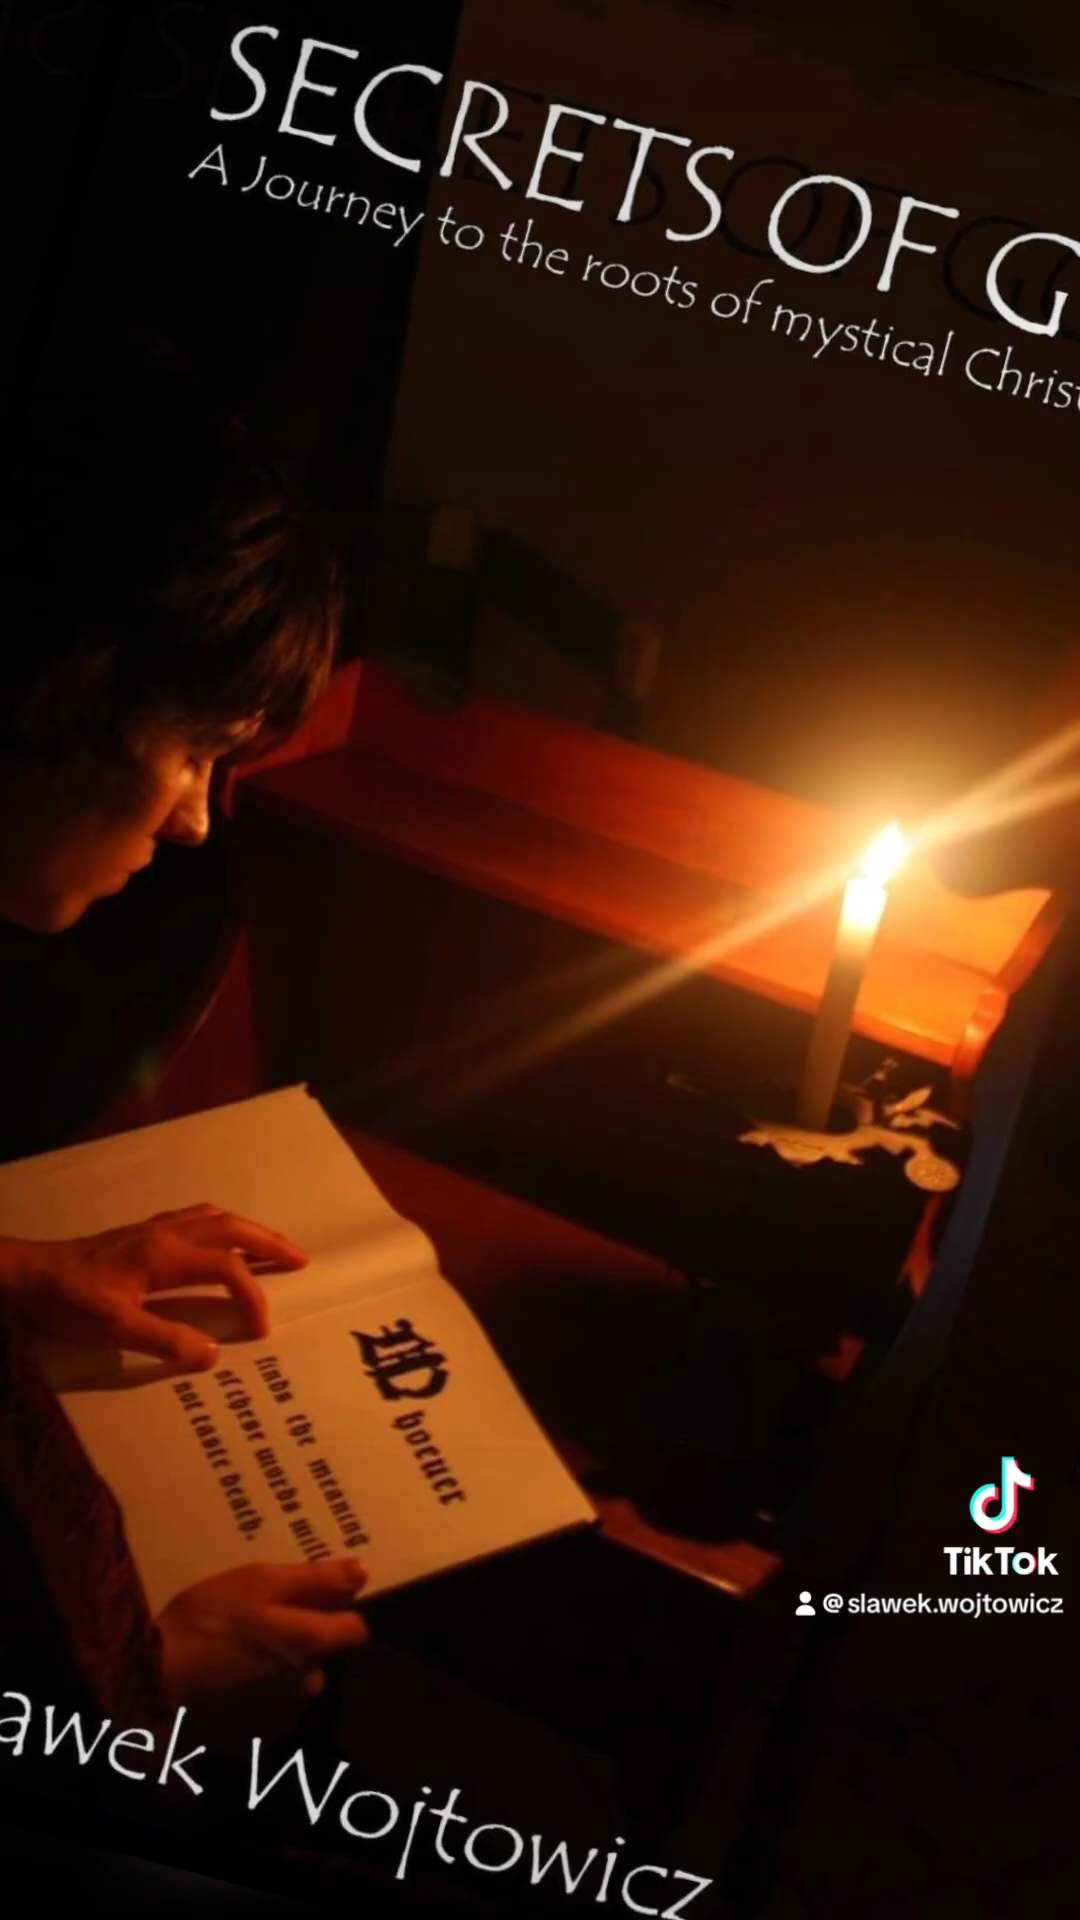 SECRETS OF G
A Journey to the roots of mystical Christ
Whoever
finds the meaning
of these words will
not taste death.
TikTok
@slawek.wojtowicz
awek Wojtowicz